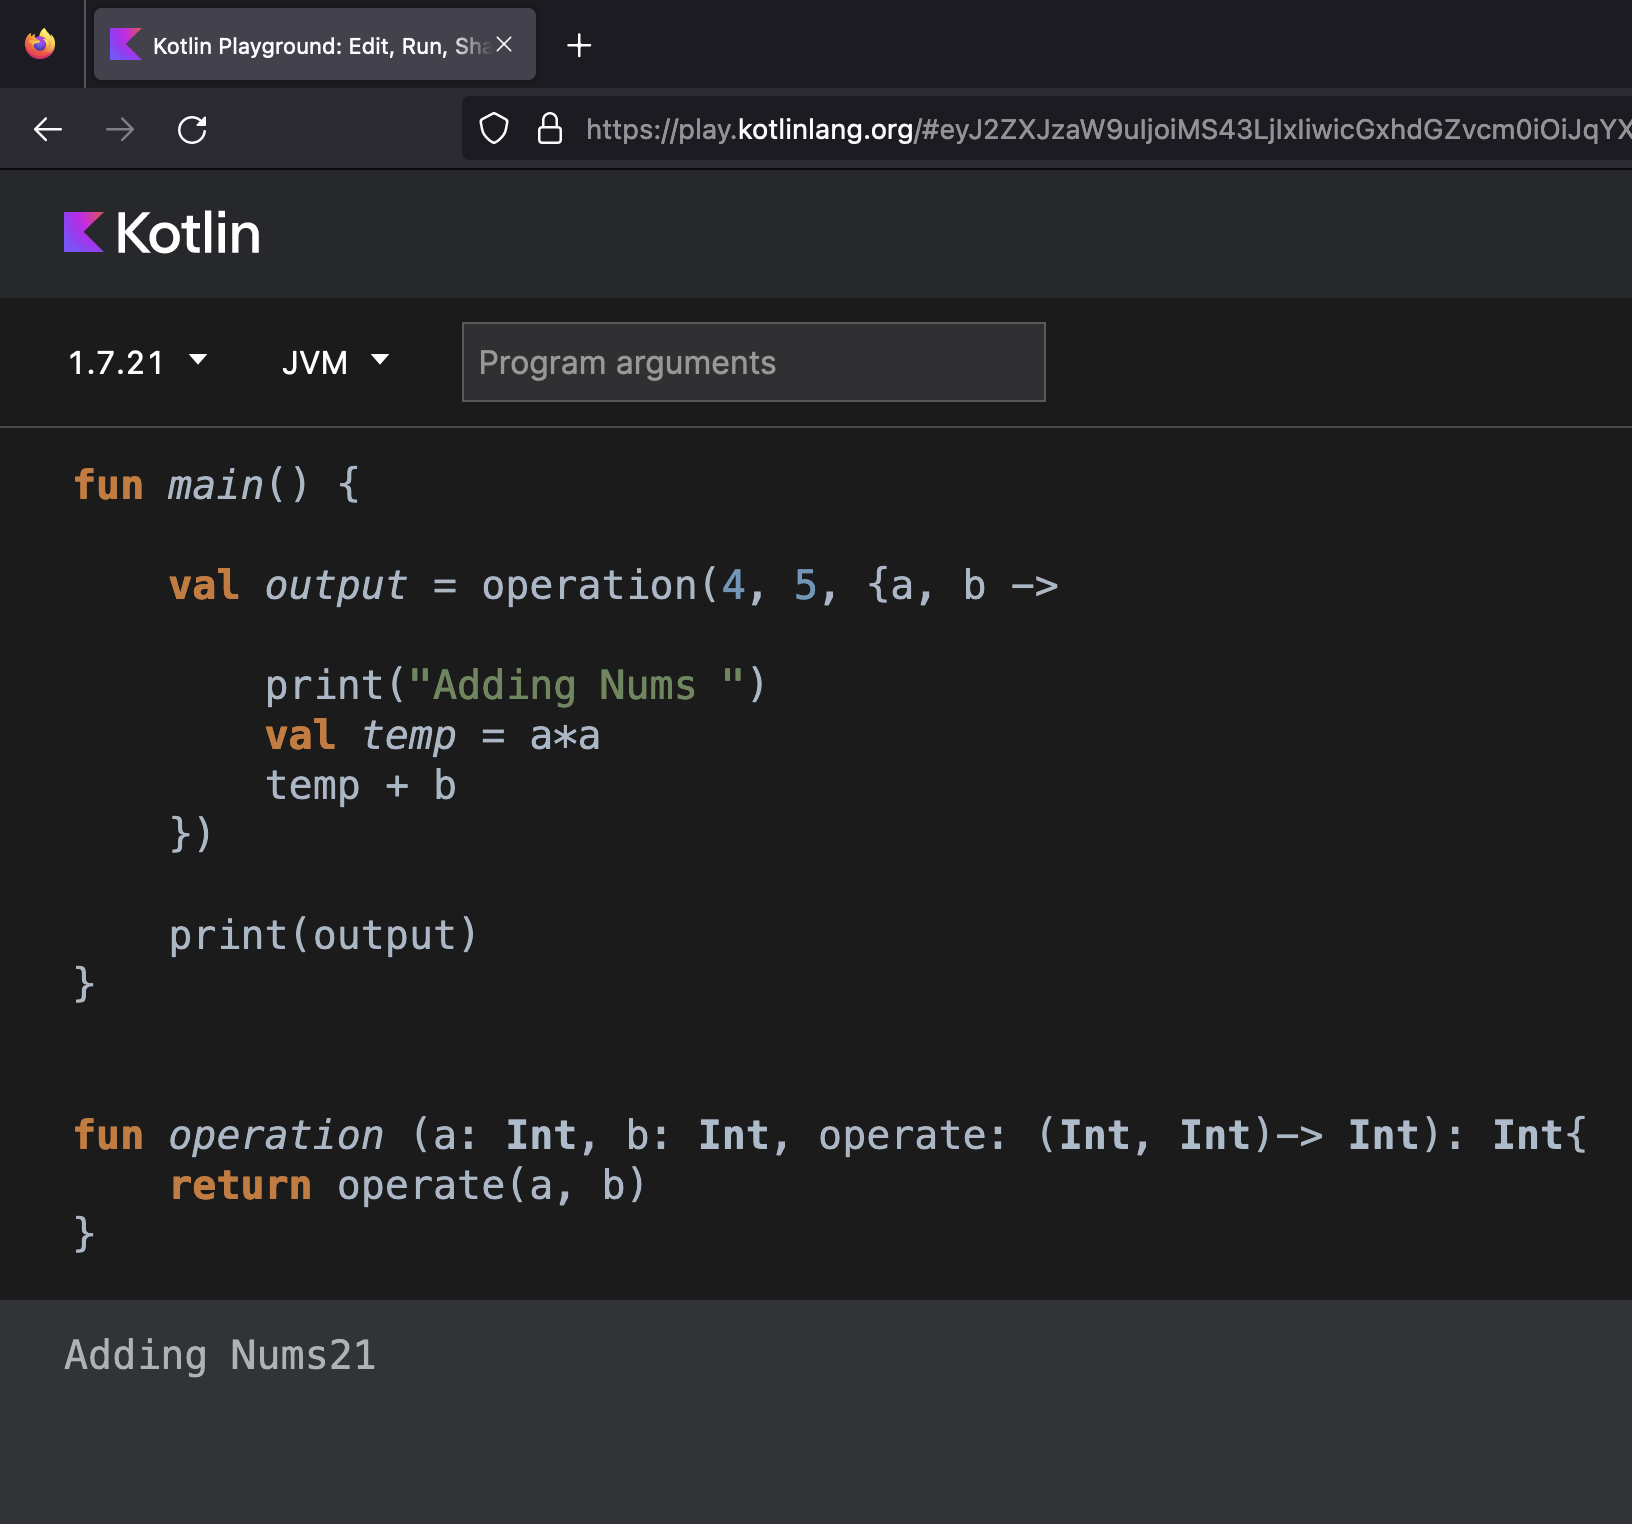 Kotlin Playground: Edit, Run, Sha
https://play.kotlinlang.org/#eyJ2ZXJzaW9uIjoiMS43LjIxIiwicGxhdGZvcm0iOiJqYX
Kotlin
1.7.21 JVM Program arguments
fun main() {
val output = operation(4, 5, {a, b ->
print("Adding Nums ")
val temp = a*a
temp + b
})
print(output)
}
fun operation (a: Int, b: Int, operate: (Int, Int)-> Int): Int{
return operate(a, b)
}
Adding Nums21